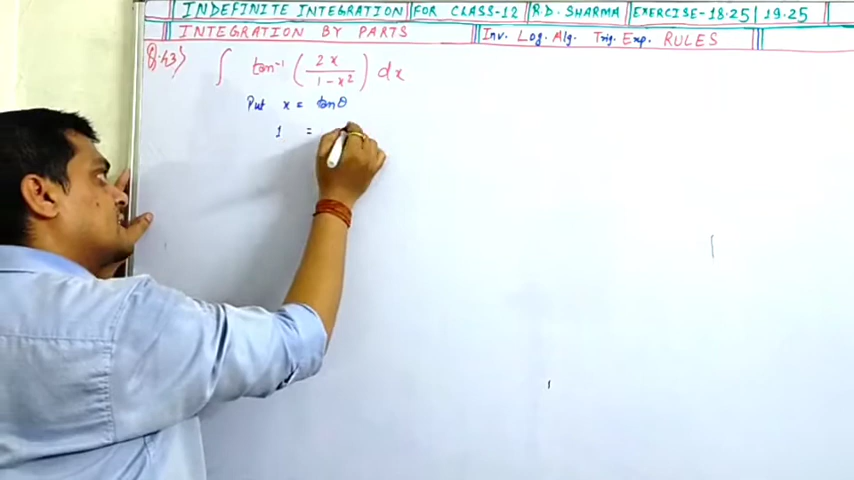 INDEFINITE INTEGRATION FOR CLASS-12 R.D. SHARMA EXERCISE-18.25 19.25
INTEGRATION BY PARTS Inv. Log. Alg. Trig. Exp. RULES
Q.43) ∫ tan⁻¹ (2x / 1-x²) dx
Put x = tanθ
1 =